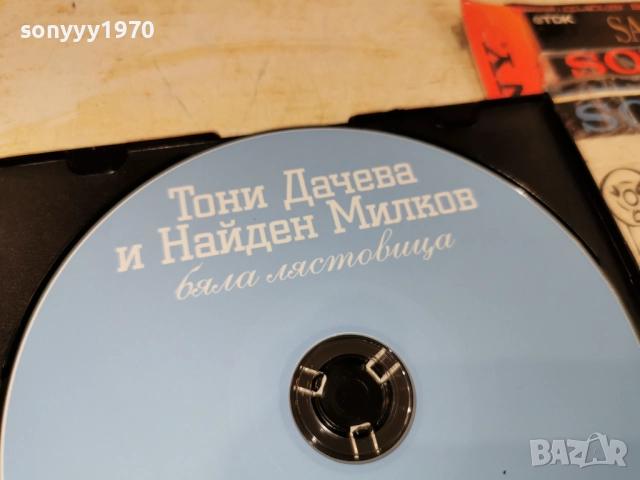 sonyyy1970
TDK
Тони Дачева
и Найден Милков
бяла лястовица
BAZAR